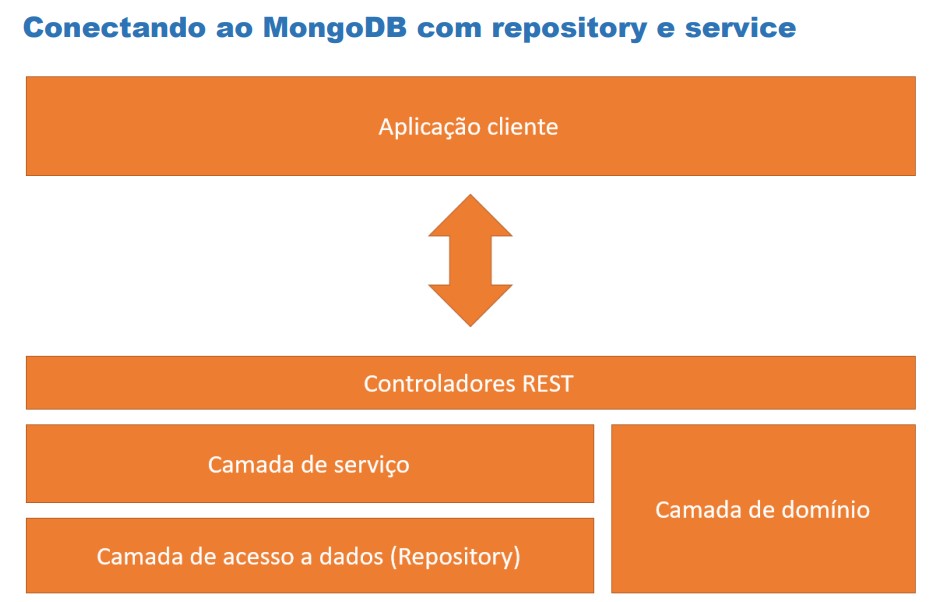 Conectando ao MongoDB com repository e service
Aplicação cliente
Controladores REST
Camada de serviço
Camada de domínio
Camada de acesso a dados (Repository)